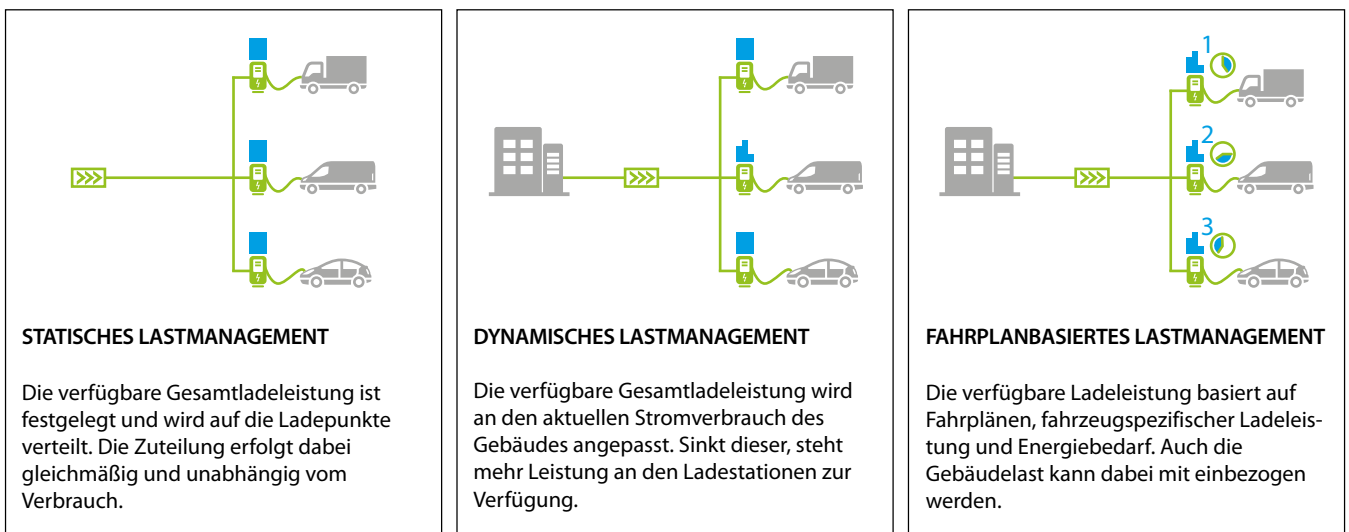 STATISCHES LASTMANAGEMENT
Die verfügbare Gesamtladeleistung ist
festgelegt und wird auf die Ladepunkte
verteilt. Die Zuteilung erfolgt dabei
gleichmäßig und unabhängig vom
Verbrauch.
DYNAMISCHES LASTMANAGEMENT
Die verfügbare Gesamtladeleistung wird
an den aktuellen Stromverbrauch des
Gebäudes angepasst. Sinkt dieser, steht
mehr Leistung an den Ladestationen zur
Verfügung.
1
2
3
FAHRPLANBASIERTES LASTMANAGEMENT
Die verfügbare Ladeleistung basiert auf
Fahrplänen, fahrzeugspezifischer Ladeleis-
tung und Energiebedarf. Auch die
Gebäudelast kann dabei mit einbezogen
werden.